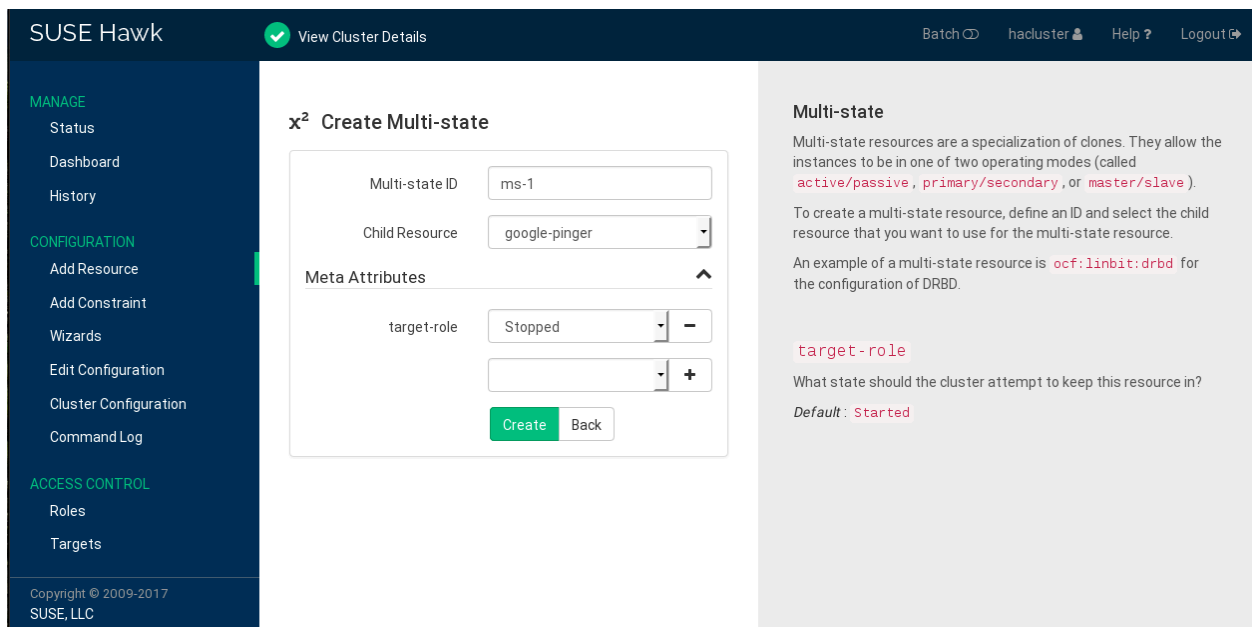 SUSE Hawk
View Cluster Details
Batch
hacluster
Help ?
Logout
MANAGE
Status
Dashboard
History
CONFIGURATION
Add Resource
Add Constraint
Wizards
Edit Configuration
Cluster Configuration
Command Log
ACCESS CONTROL
Roles
Targets
Copyright © 2009-2017
SUSE, LLC
x² Create Multi-state
Multi-state ID
ms-1
Child Resource
google-pinger
Meta Attributes
target-role
Stopped
Create
Back
Multi-state
Multi-state resources are a specialization of clones. They allow the
instances to be in one of two operating modes (called
active/passive, primary/secondary, or master/slave).
To create a multi-state resource, define an ID and select the child
resource that you want to use for the multi-state resource.
An example of a multi-state resource is ocf:linbit:drbd for
the configuration of DRBD.
target-role
What state should the cluster attempt to keep this resource in?
Default : Started